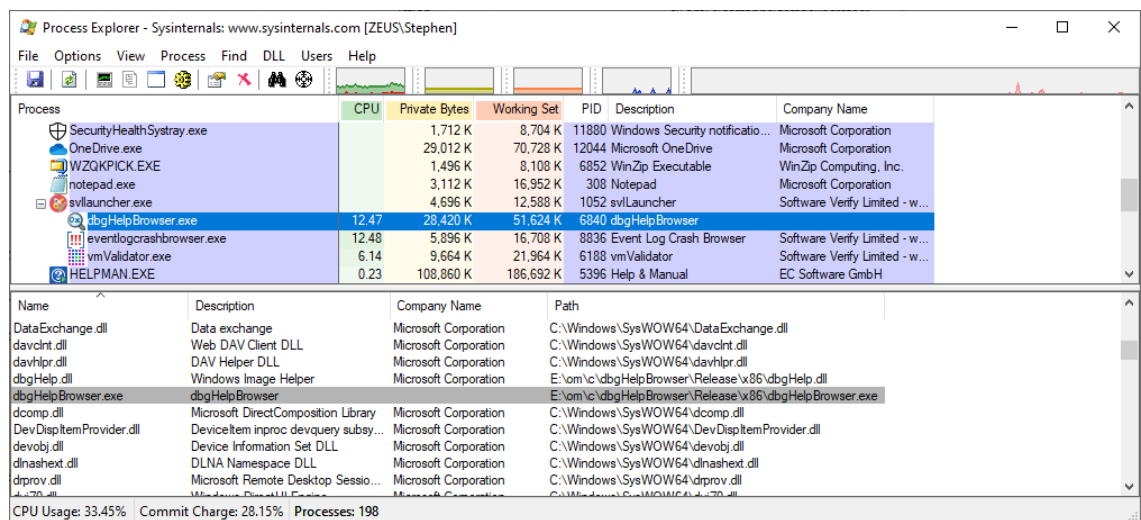 Process Explorer - Sysinternals: www.sysinternals.com [ZEUS\Stephen]
File Options View Process Find DLL Users Help
Process CPU Private Bytes Working Set PID Description Company Name
SecurityHealthSystray.exe 1,712 K 8,704 K 11880 Windows Security notificatio... Microsoft Corporation
OneDrive.exe 29,012 K 70,728 K 12044 Microsoft OneDrive Microsoft Corporation
WZQKPICK.EXE 1,496 K 8,108 K 6852 WinZip Executable WinZip Computing, Inc.
notepad.exe 3,112 K 16,952 K 308 Notepad Microsoft Corporation
svlLauncher.exe 4,696 K 12,588 K 1052 svlLauncher Software Verify Limited - w...
dbgHelpBrowser.exe 12.47 28,420 K 51,624 K 6840 dbgHelpBrowser
eventlogcrashbrowser.exe 12.48 5,896 K 16,708 K 8836 Event Log Crash Browser Software Verify Limited - w...
vmValidator.exe 6.14 9,664 K 21,964 K 6188 vmValidator Software Verify Limited - w...
HELPMAN.EXE 0.23 108,860 K 186,692 K 5396 Help & Manual EC Software GmbH
Name Description Company Name Path
DataExchange.dll Data exchange Microsoft Corporation C:\Windows\SysWOW64\DataExchange.dll
davclnt.dll Web DAV Client DLL Microsoft Corporation C:\Windows\SysWOW64\davclnt.dll
davhlpr.dll DAV Helper DLL Microsoft Corporation C:\Windows\SysWOW64\davhlpr.dll
dbgHelp.dll Windows Image Helper Microsoft Corporation E:\om\c\dbgHelpBrowser\Release\x86\dbgHelp.dll
dbgHelpBrowser.exe dbgHelpBrowser E:\om\c\dbgHelpBrowser\Release\x86\dbgHelpBrowser.exe
dcomp.dll Microsoft DirectComposition Library Microsoft Corporation C:\Windows\SysWOW64\dcomp.dll
DevDispItemProvider.dll DeviceItem inproc devquery subsy... Microsoft Corporation C:\Windows\SysWOW64\DevDispItemProvider.dll
devobj.dll Device Information Set DLL Microsoft Corporation C:\Windows\SysWOW64\devobj.dll
dlnashext.dll DLNA Namespace DLL Microsoft Corporation C:\Windows\SysWOW64\dlnashext.dll
drprov.dll Microsoft Remote Desktop Sessio... Microsoft Corporation C:\Windows\SysWOW64\drprov.dll
CPU Usage: 33.45% Commit Charge: 28.15% Processes: 198